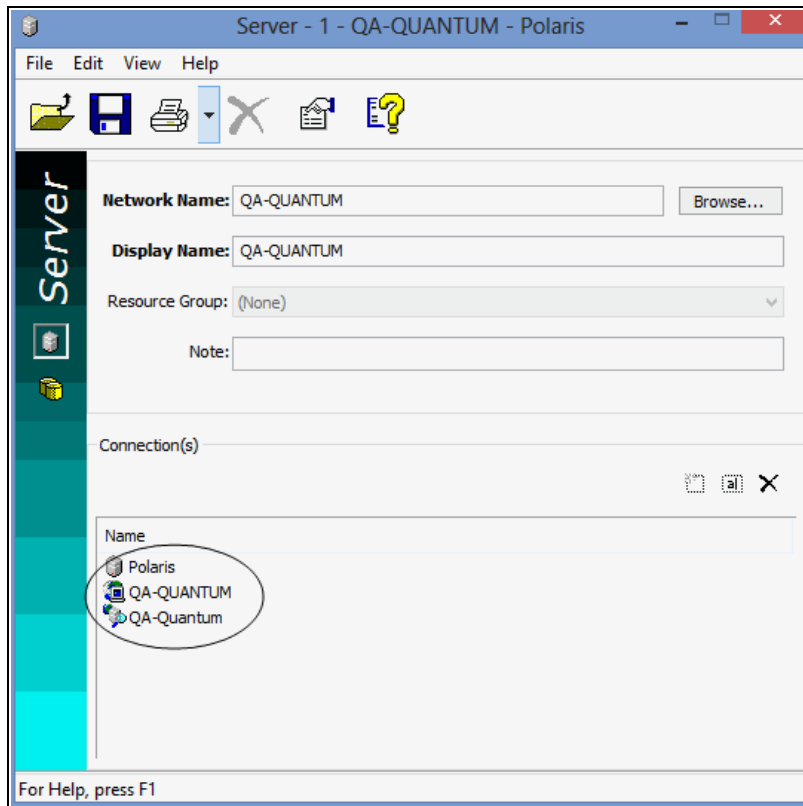 Server - 1 - QA-QUANTUM - Polaris
File Edit View Help
Server
Network Name: QA-QUANTUM Browse...
Display Name: QA-QUANTUM
Resource Group: (None)
Note:
Connection(s)
Name
Polaris
QA-QUANTUM
QA-Quantum
For Help, press F1